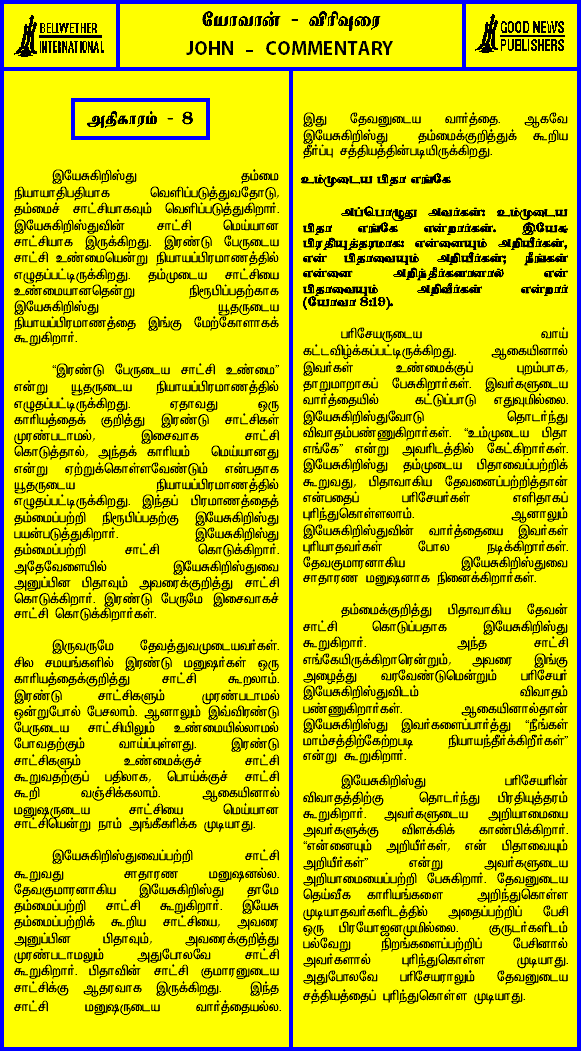 BELWETHER
INTERNATIONAL
யோவான் - விரிவுரை
JOHN - COMMENTARY
GOOD NEWS
PUBLISHERS
அதிகாரம் - 8
இயேசுகிறிஸ்து தம்மை
நியாயாதிபதியாக வெளிப்படுத்துவதோடு,
தம்மைச் சாட்சியாகவும் வெளிப்படுத்துகிறார்.
இயேசுகிறிஸ்துவின் சாட்சி மெய்யான
சாட்சியாக இருக்கிறது. இரண்டு பேருடைய
சாட்சி உண்மையென்று நியாயப்பிரமாணத்தில்
எழுதப்பட்டிருக்கிறது. தம்முடைய சாட்சியை
உண்மையானதென்று நிரூபிப்பதற்காக
இயேசுகிறிஸ்து யூதருடைய
நியாயப்பிரமாணத்தை இங்கு மேற்கோளாகக்
கூறுகிறார்.
“இரண்டு பேருடைய சாட்சி உண்மை”
என்று யூதருடைய நியாயப்பிரமாணத்தில்
எழுதப்பட்டிருக்கிறது. ஏதாவது ஒரு
காரியத்தைக் குறித்து இரண்டு சாட்சிகள்
முரண்படாமல், இசைவாக சாட்சி
கொடுத்தால், அந்தக் காரியம் மெய்யானது
என்று ஏற்றுக்கொள்ளவேண்டும் என்பதாக
யூதருடைய நியாயப்பிரமாணத்தில்
எழுதப்பட்டிருக்கிறது. இந்தப் பிரமாணத்தைத்
தம்மைப்பற்றி நிரூபிப்பதற்கு இயேசுகிறிஸ்து
பயன்படுத்துகிறார். இயேசுகிறிஸ்து
தம்மைப்பற்றி சாட்சி கொடுக்கிறார்.
அதேவேளையில் இயேசுகிறிஸ்துவை
அனுப்பின பிதாவும் அவரைக்குறித்து சாட்சி
கொடுக்கிறார். இரண்டு பேருமே இசைவாகச்
சாட்சி கொடுக்கிறார்கள்.
இருவருமே தேவத்துவமுடையவர்கள்.
சில சமயங்களில் இரண்டு மனுஷர்கள் ஒரு
காரியத்தைக்குறித்து சாட்சி கூறலாம்.
இரண்டு சாட்சிகளும் முரண்படாமல்
ஒன்றுபோல் பேசலாம். ஆனாலும் இவ்விரண்டு
பேருடைய சாட்சியிலும் உண்மையில்லாமல்
போவதற்கும் வாய்ப்புள்ளது. இரண்டு
சாட்சிகளும் உண்மைக்குச் சாட்சி
கூறுவதற்குப் பதிலாக, பொய்க்குச் சாட்சி
கூறி வஞ்சிக்கலாம். ஆகையினால்
மனுஷருடைய சாட்சியை மெய்யான
சாட்சியென்று நாம் அங்கீகரிக்க முடியாது.
இயேசுகிறிஸ்துவைப்பற்றி சாட்சி
கூறுவது சாதாரண மனுஷனல்ல.
தேவகுமாரனாகிய இயேசுகிறிஸ்து தாமே
தம்மைப்பற்றி சாட்சி கூறுகிறார். இயேசு
தம்மைப்பற்றிக் கூறிய சாட்சியை, அவரை
அனுப்பின பிதாவும், அவரைக்குறித்து
முரண்படாமலும் அதுபோலவே சாட்சி
கூறுகிறார். பிதாவின் சாட்சி குமாரனுடைய
சாட்சிக்கு ஆதரவாக இருக்கிறது. இந்த
சாட்சி மனுஷருடைய வார்த்தையல்ல.
இது தேவனுடைய வார்த்தை. ஆகவே
இயேசுகிறிஸ்து தம்மைக்குறித்துக் கூறிய
தீர்ப்பு சத்தியத்தின்படியிருக்கிறது.
உம்முடைய பிதா எங்கே
அப்பொழுது அவர்கள்: உம்முடைய
பிதா எங்கே என்றார்கள். இயேசு
பிரதியுத்தரமாக: என்னையும் அறியீர்கள்,
என் பிதாவையும் அறியீர்கள்; நீங்கள்
என்னை அறிந்தீர்களானால் என்
பிதாவையும் அறிவீர்கள் என்றார்
(யோவா 8:19).
பரிசேயருடைய வாய்
கட்டவிழ்க்கப்பட்டிருக்கிறது. ஆகையினால்
இவர்கள் உண்மைக்குப் புறம்பாக,
தாறுமாறாகப் பேசுகிறார்கள். இவர்களுடைய
வார்த்தையில் கட்டுப்பாடு எதுவுமில்லை.
இயேசுகிறிஸ்துவோடு தொடர்ந்து
விவாதம்பண்ணுகிறார்கள். “உம்முடைய பிதா
எங்கே” என்று அவரிடத்தில் கேட்கிறார்கள்.
இயேசுகிறிஸ்து தம்முடைய பிதாவைப்பற்றிக்
கூறுவது, பிதாவாகிய தேவனைப்பற்றித்தான்
என்பதைப் பரிசேயர்கள் எளிதாகப்
புரிந்துகொள்ளலாம். ஆனாலும்
இயேசுகிறிஸ்துவின் வார்த்தையை இவர்கள்
புரியாதவர்கள் போல நடிக்கிறார்கள்.
தேவகுமாரனாகிய இயேசுகிறிஸ்துவை
சாதாரண மனுஷனாக நினைக்கிறார்கள்.
தம்மைக்குறித்து பிதாவாகிய தேவன்
சாட்சி கொடுப்பதாக இயேசுகிறிஸ்து
கூறுகிறார். அந்த சாட்சி
எங்கேயிருக்கிறாரென்றும், அவரை இங்கு
அழைத்து வரவேண்டுமென்றும் பரிசேயர்
இயேசுகிறிஸ்துவிடம் விவாதம்
பண்ணுகிறார்கள். ஆகையினால்தான்
இயேசுகிறிஸ்து இவர்களைப்பார்த்து “நீங்கள்
மாம்சத்திற்கேற்றபடி நியாயந்தீர்க்கிறீர்கள்”
என்று கூறுகிறார்.
இயேசுகிறிஸ்து பரிசேயரின்
விவாதத்திற்கு தொடர்ந்து பிரதியுத்தரம்
கூறுகிறார். அவர்களுடைய அறியாமையை
அவர்களுக்கு விளக்கிக் காண்பிக்கிறார்.
“என்னையும் அறியீர்கள், என் பிதாவையும்
அறியீர்கள்” என்று அவர்களுடைய
அறியாமையைப்பற்றி பேசுகிறார். தேவனுடைய
தெய்வீக காரியங்களை அறிந்துகொள்ள
முடியாதவர்களிடத்தில் அதைப்பற்றிப் பேசி
ஒரு பிரயோஜனமுமில்லை. குருடர்களிடம்
பல்வேறு நிறங்களைப்பற்றிப் பேசினால்
அவர்களால் புரிந்துகொள்ள முடியாது.
அதுபோலவே பரிசேயராலும் தேவனுடைய
சத்தியத்தைப் புரிந்துகொள்ள முடியாது.